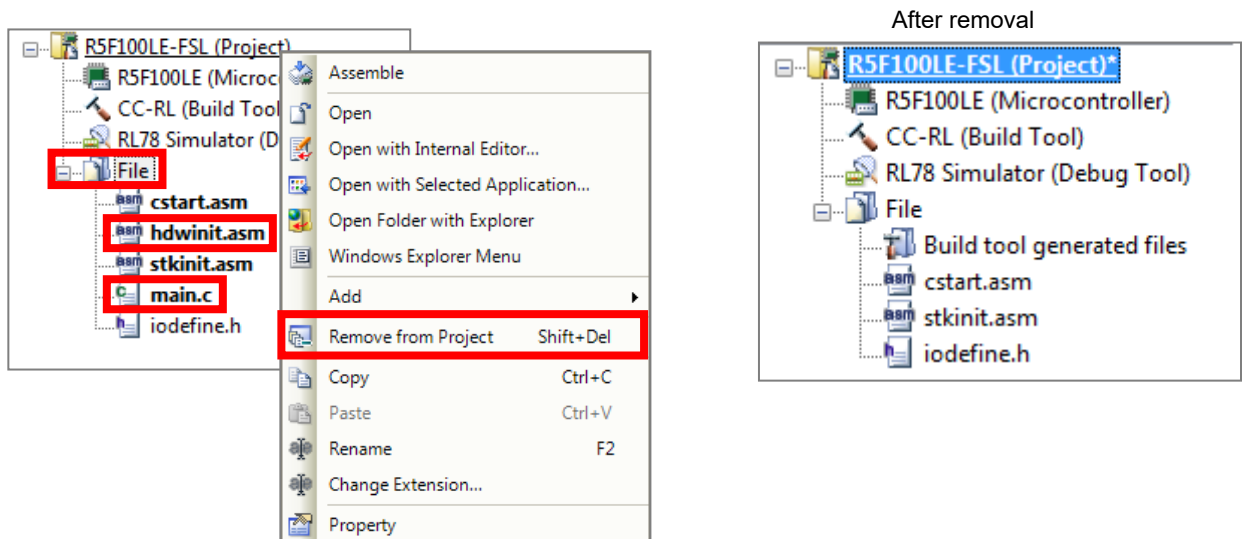 After removal
R5F100LE-FSL (Project)
R5F100LE (Microc
CC-RL (Build Tool
RL78 Simulator (D
File
cstart.asm
hdwinit.asm
stkinit.asm
main.c
iodefine.h
Assemble
Open
Open with Internal Editor...
Open with Selected Application...
Open Folder with Explorer
Windows Explorer Menu
Add
Remove from Project Shift+Del
Copy Ctrl+C
Paste Ctrl+V
Rename F2
Change Extension...
Property
R5F100LE-FSL (Project)*
R5F100LE (Microcontroller)
CC-RL (Build Tool)
RL78 Simulator (Debug Tool)
File
Build tool generated files
cstart.asm
stkinit.asm
iodefine.h